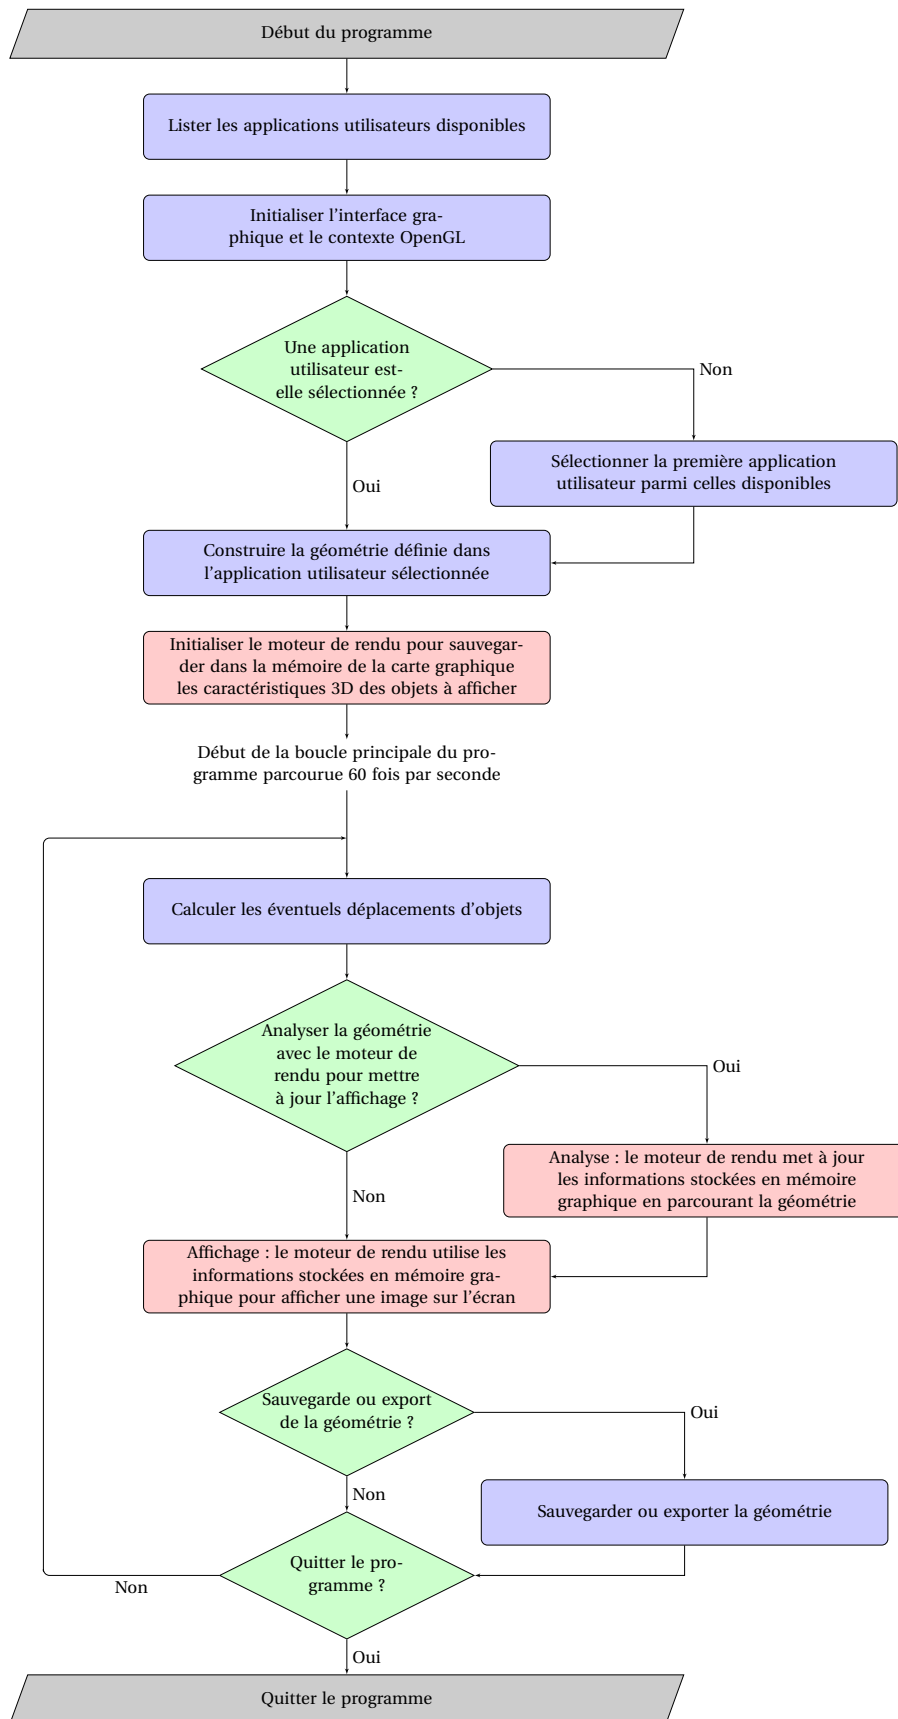 Début du programme
Lister les applications utilisateurs disponibles
Initialiser l'interface gra-
phique et le contexte OpenGL
Une application
utilisateur est-
elle sélectionnée ?
Non
Sélectionner la première application
utilisateur parmi celles disponibles
Oui
Construire la géométrie définie dans
l'application utilisateur sélectionnée
Initialiser le moteur de rendu pour sauvegar-
der dans la mémoire de la carte graphique
les caractéristiques 3D des objets à afficher
Début de la boucle principale du pro-
gramme parcourue 60 fois par seconde
Calculer les éventuels déplacements d'objets
Analyser la géométrie
avec le moteur de
rendu pour mettre
à jour l'affichage ?
Oui
Analyse : le moteur de rendu met à jour
les informations stockées en mémoire
graphique en parcourant la géométrie
Non
Affichage : le moteur de rendu utilise les
informations stockées en mémoire gra-
phique pour afficher une image sur l'écran
Sauvegarde ou export
de la géométrie ?
Oui
Non
Sauvegarder ou exporter la géométrie
Quitter le pro-
gramme ?
Non
Oui
Quitter le programme